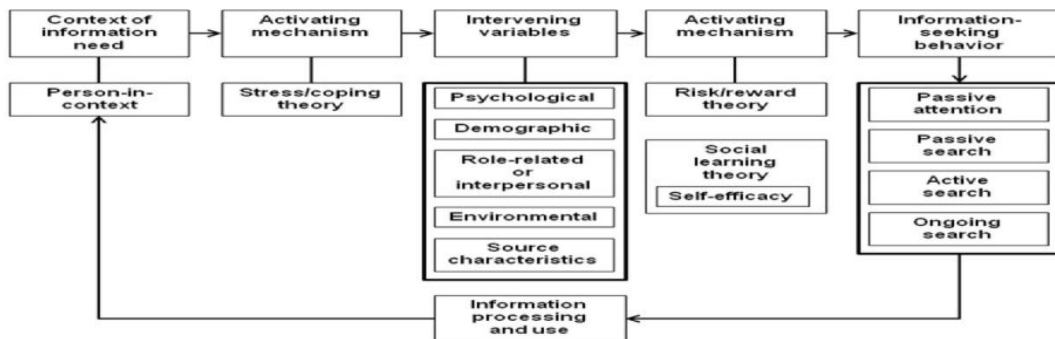 Context of
information
need
Activating
mechanism
Intervening
variables
Activating
mechanism
Information-
seeking
behavior
Person-in-
context
Stress/coping
theory
Psychological
Demographic
Role-related
or
interpersonal
Environmental
Source
characteristics
Risk/reward
theory
Social
learning
theory
Self-efficacy
Passive
attention
Passive
search
Active
search
Ongoing
search
Information
processing
and use